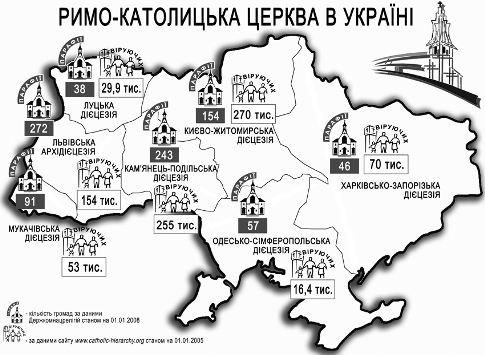 РИМО-КАТОЛИЦЬКА ЦЕРКВА В УКРАЇНІ
ПАРАФІЇ
38
ВІРУЮЧИХ
29,9 тис.
ЛУЦЬКА
ДІЄЦЕЗІЯ
ПАРАФІЇ
272
ЛЬВІВСЬКА
АРХІДІЄЦЕЗІЯ
ВІРУЮЧИХ
154 тис.
ПАРАФІЇ
154
ВІРУЮЧИХ
270 тис.
КИЄВО-ЖИТОМИРСЬКА
ДІЄЦЕЗІЯ
ПАРАФІЇ
243
КАМ'ЯНЕЦЬ-ПОДІЛЬСЬКА
ДІЄЦЕЗІЯ
ВІРУЮЧИХ
255 тис.
ПАРАФІЇ
46
ВІРУЮЧИХ
70 тис.
ХАРКІВСЬКО-ЗАПОРІЗЬКА
ДІЄЦЕЗІЯ
ПАРАФІЇ
91
МУКАЧІВСЬКА
ДІЄЦЕЗІЯ
ВІРУЮЧИХ
53 тис.
ПАРАФІЇ
57
ОДЕСЬКО-СІМФЕРОПОЛЬСЬКА
ДІЄЦЕЗІЯ
ВІРУЮЧИХ
16,4 тис.
ПАРАФІЇ
- кількість громад за даними
Держкомнацрелігій станом на 01.01.2008
ВІРУЮЧИХ
- за даними сайту www.catholic-hierarchy.org станом на 01.01.2005